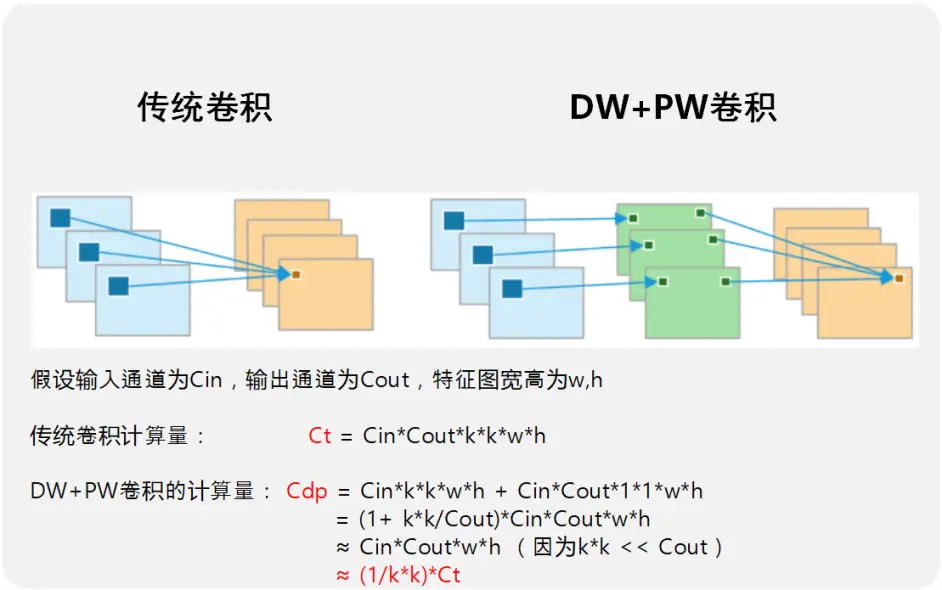 传统卷积
DW+PW卷积
假设输入通道为Cin，输出通道为Cout，特征图宽高为w,h
传统卷积计算量： Ct = Cin*Cout*k*k*w*h
DW+PW卷积的计算量： Cdp = Cin*k*k*w*h + Cin*Cout*1*1*w*h
= (1+ k*k/Cout)*Cin*Cout*w*h
≈ Cin*Cout*w*h （因为k*k << Cout）
≈ (1/k*k)*Ct